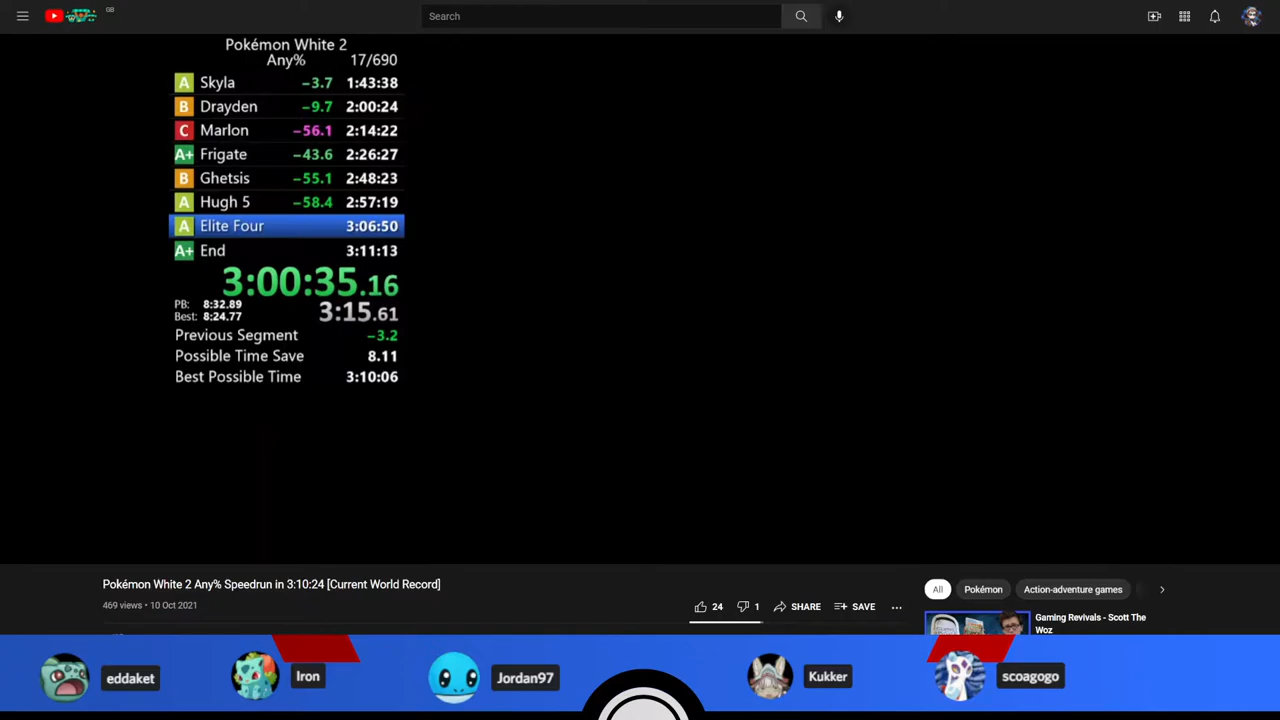 GB
Search
Pokémon White 2
Any% 17/690
A Skyla -3.7 1:43:38
B Drayden -9.7 2:00:24
C Marlon -56.1 2:14:22
A+ Frigate -43.6 2:26:27
B Ghetsis -55.1 2:48:23
A Hugh 5 -58.4 2:57:19
A Elite Four 3:06:50
A+ End 3:11:13
3:00:35.16
PB: 8:32.89
Best: 8:24.77
3:15.61
Previous Segment -3.2
Possible Time Save 8.11
Best Possible Time 3:10:06
Pokémon White 2 Any% Speedrun in 3:10:24 [Current World Record]
469 views • 10 Oct 2021
24 1 SHARE SAVE
All Pokémon Action-adventure games
Gaming Revivals - Scott The
Woz
eddaket Iron Jordan97 Kukker scoagogo